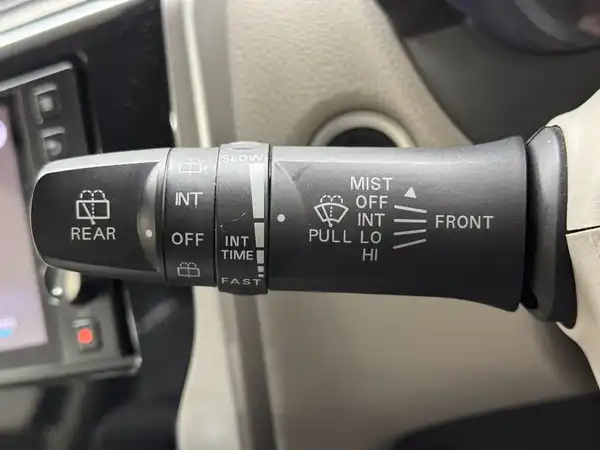 REAR
INT
OFF
SLOW
INT
TIME
FAST
MIST
OFF
INT
PULL LO
HI
FRONT